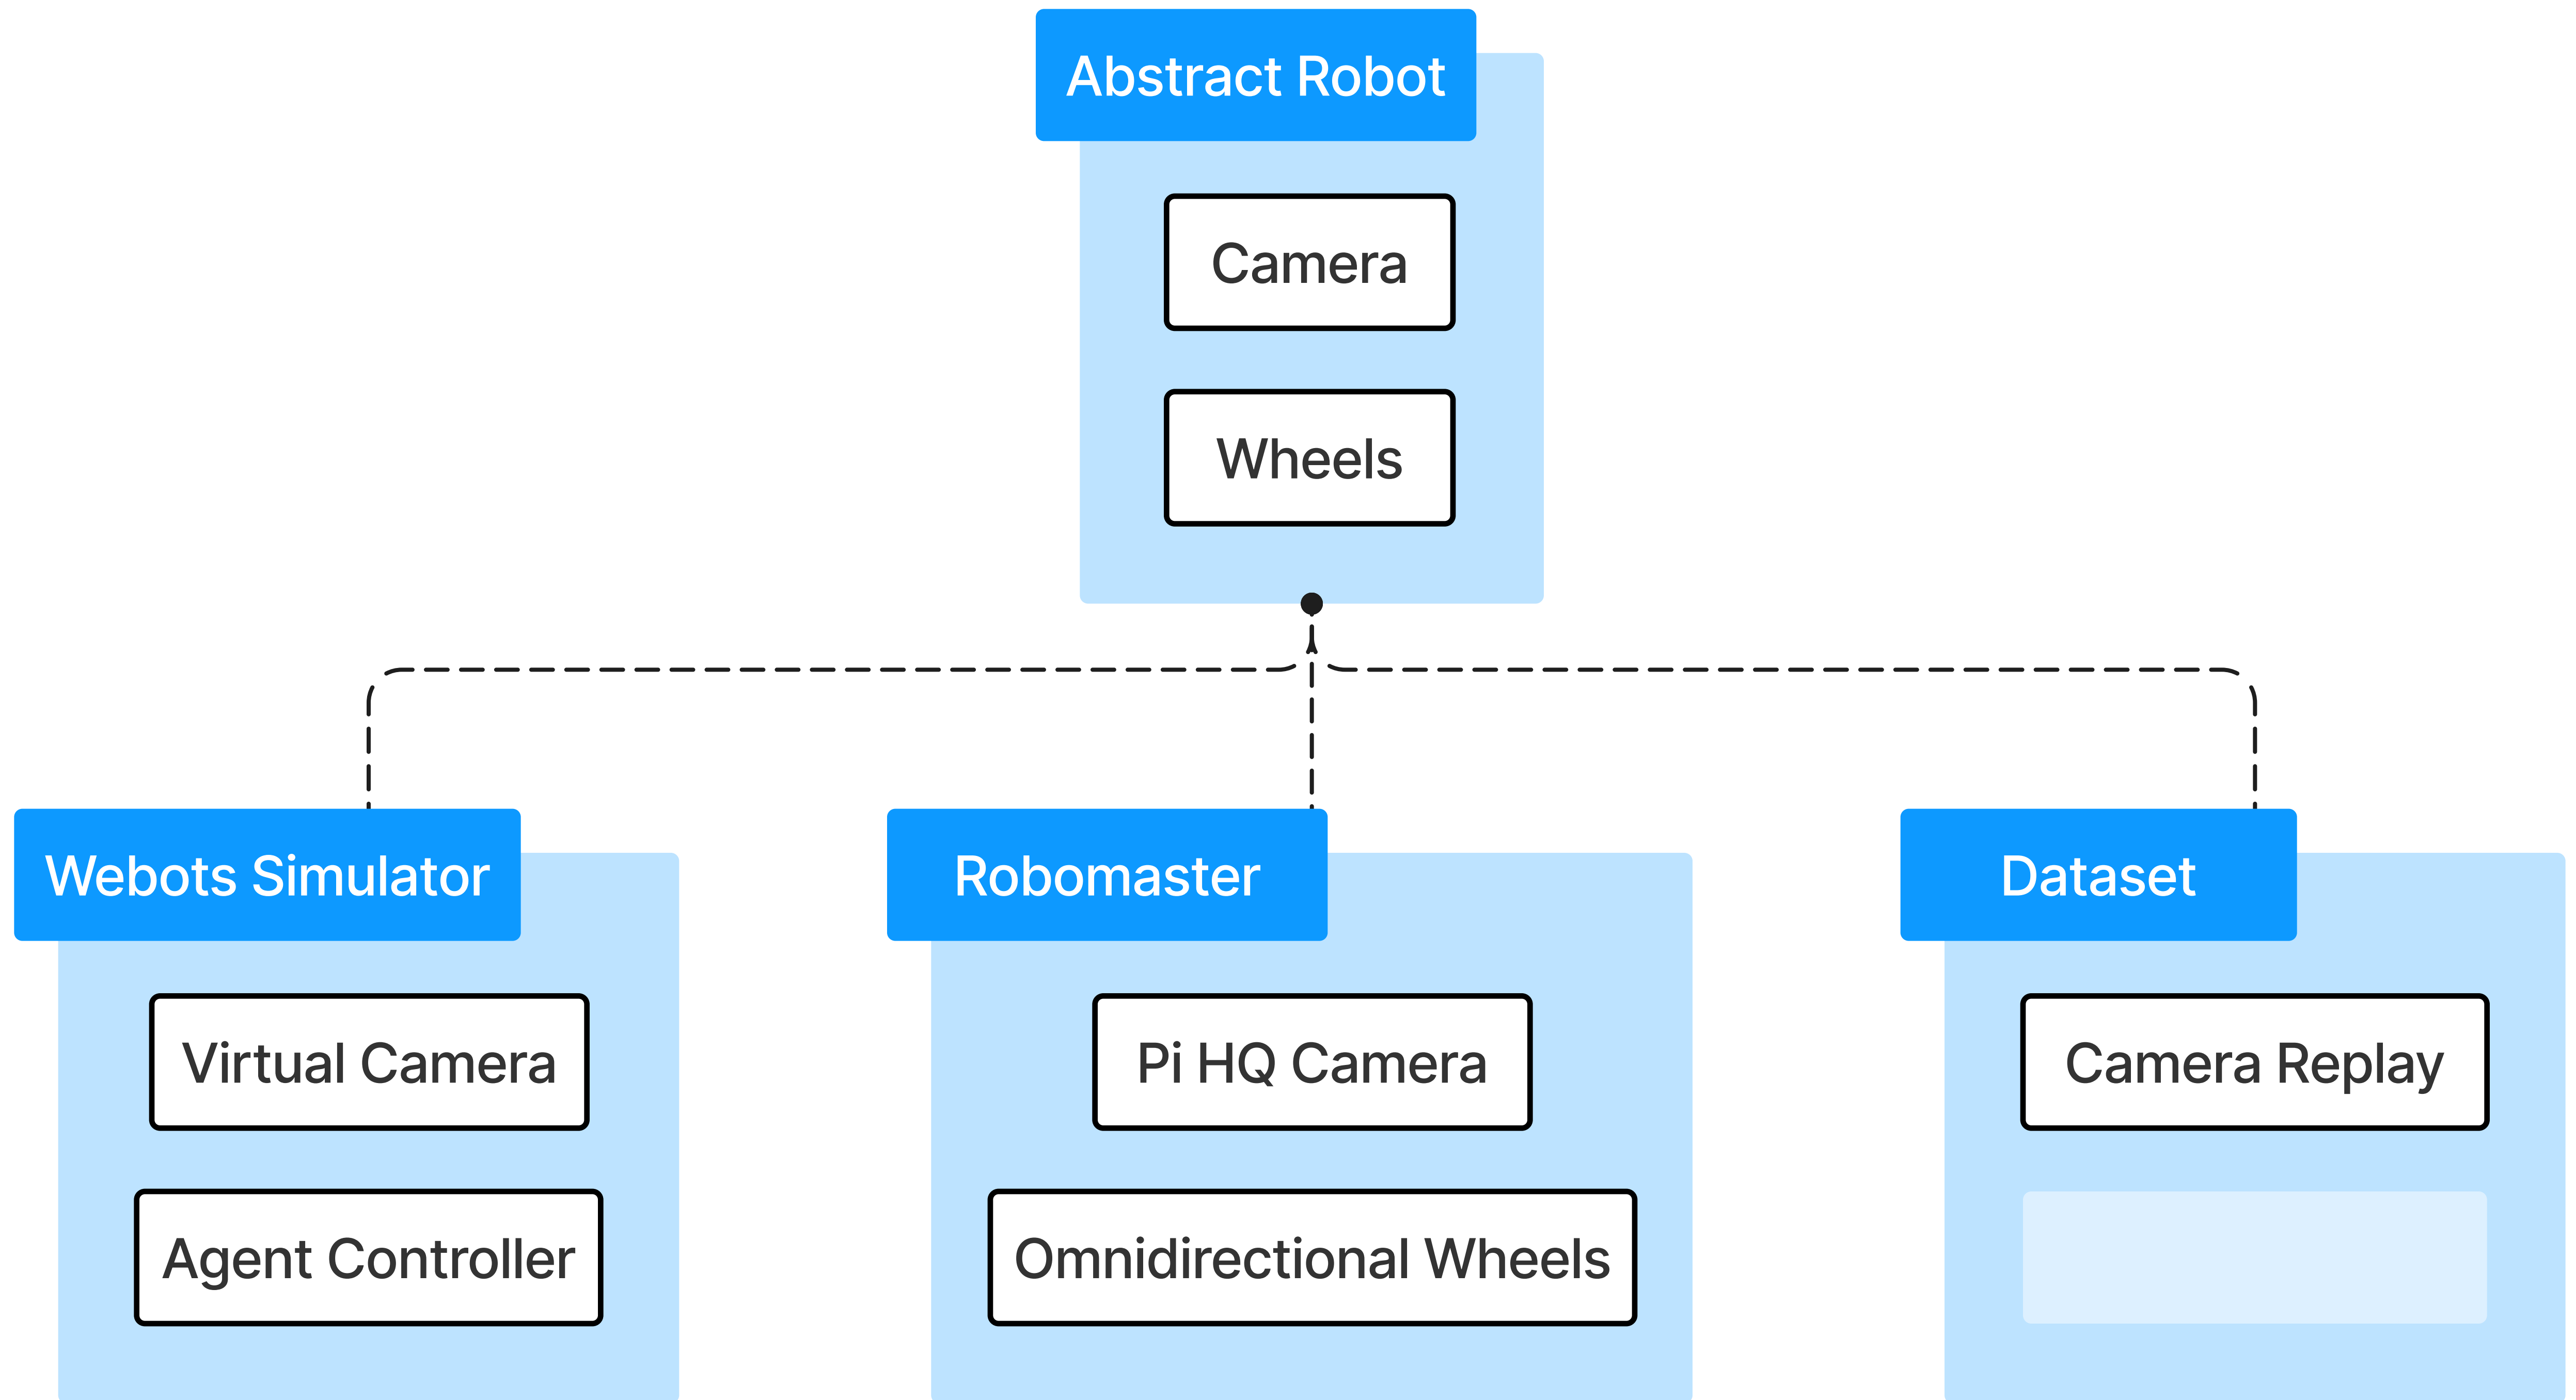 Abstract Robot
Camera
Wheels
Webots Simulator
Virtual Camera
Agent Controller
Robomaster
Pi HQ Camera
Omnidirectional Wheels
Dataset
Camera Replay